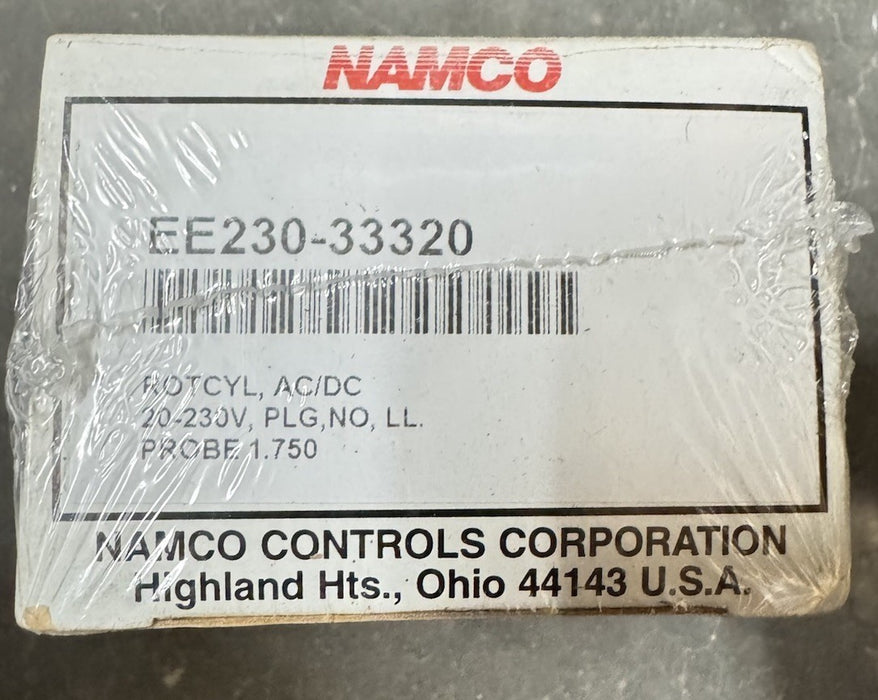 NAMCO
EE230-33320
ROTCYL, AC/DC
20-230V, PLG,NO, LL.
PROBE 1.750
NAMCO CONTROLS CORPORATION
Highland Hts., Ohio 44143 U.S.A.